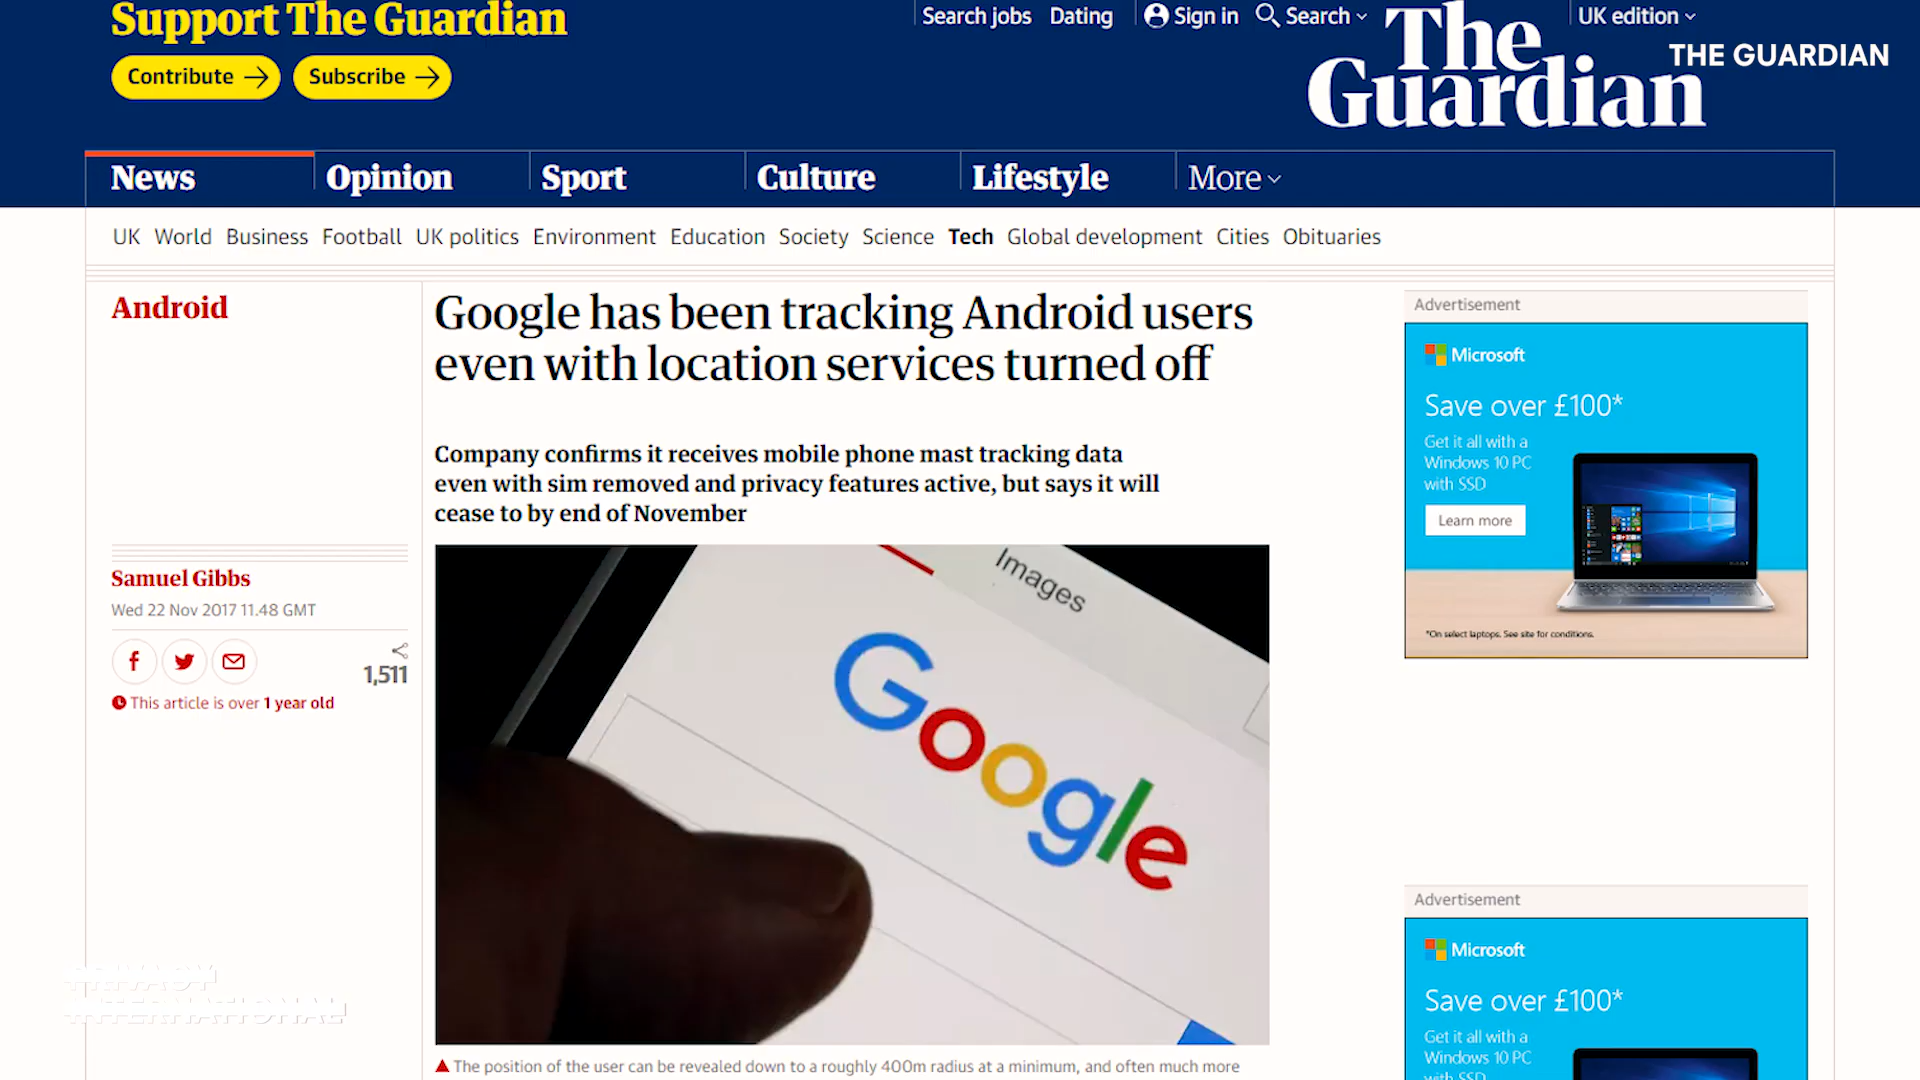 Support The Guardian
Contribute →
Subscribe →
Search jobs
Dating
Sign in
Search
UK edition
The
Guardian
THE GUARDIAN
News
Opinion
Sport
Culture
Lifestyle
More
UK World Business Football UK politics Environment Education Society Science Tech Global development Cities Obituaries
Android
Google has been tracking Android users
even with location services turned off
Company confirms it receives mobile phone mast tracking data
even with sim removed and privacy features active, but says it will
cease to by end of November
Samuel Gibbs
Wed 22 Nov 2017 11.48 GMT
1,511
This article is over 1 year old
Images
Google
The position of the user can be revealed down to a roughly 400m radius at a minimum, and often much more
PRIVACY
INTERNATIONAL
Advertisement
Microsoft
Save over £100*
Get it all with a
Windows 10 PC
with SSD
Learn more
*On select laptops. See site for conditions.
Advertisement
Microsoft
Save over £100*
Get it all with a
Windows 10 PC
with SSD